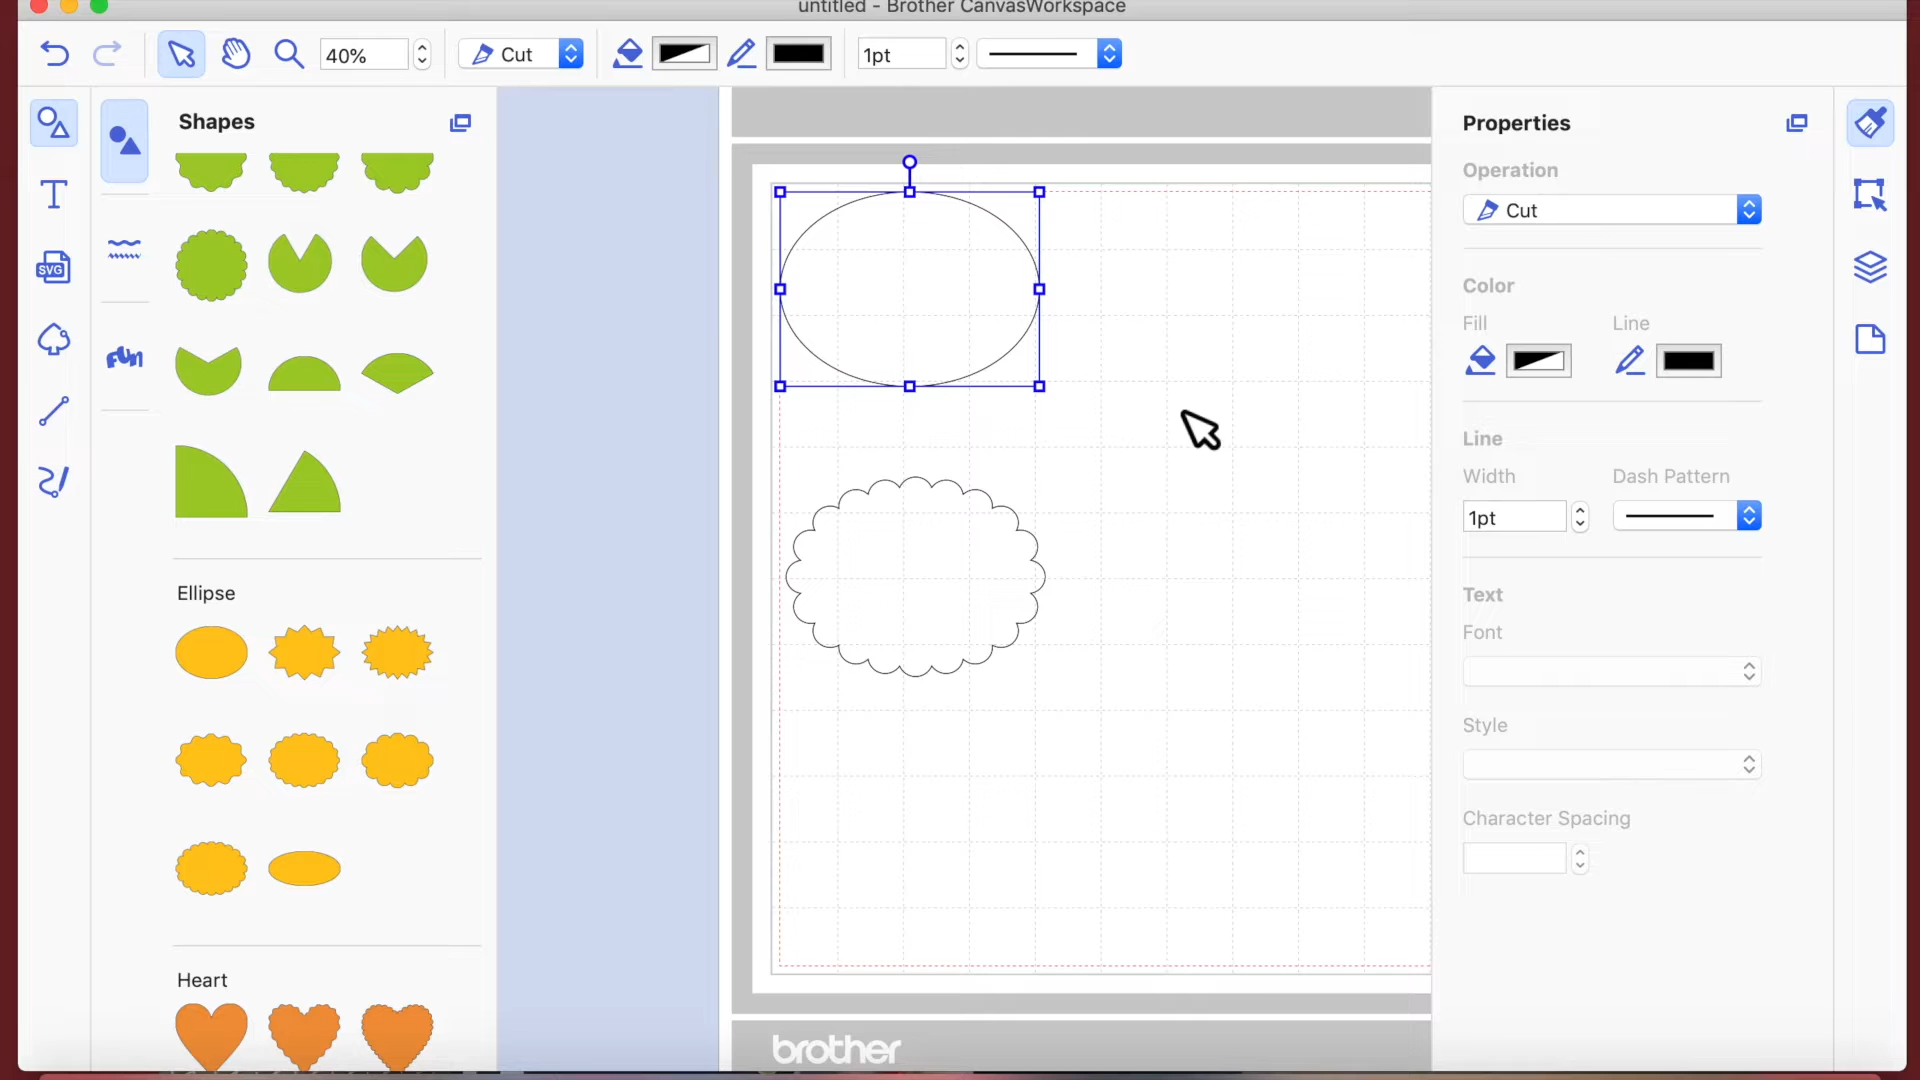 untitled - Brother CanvasWorkspace
40%
Cut
1pt
Shapes
Properties
Operation
Cut
SVG
Color
Fill
Line
Fun
Line
Width
Dash Pattern
1pt
Ellipse
Text
Font
Style
Character Spacing
Heart
brother